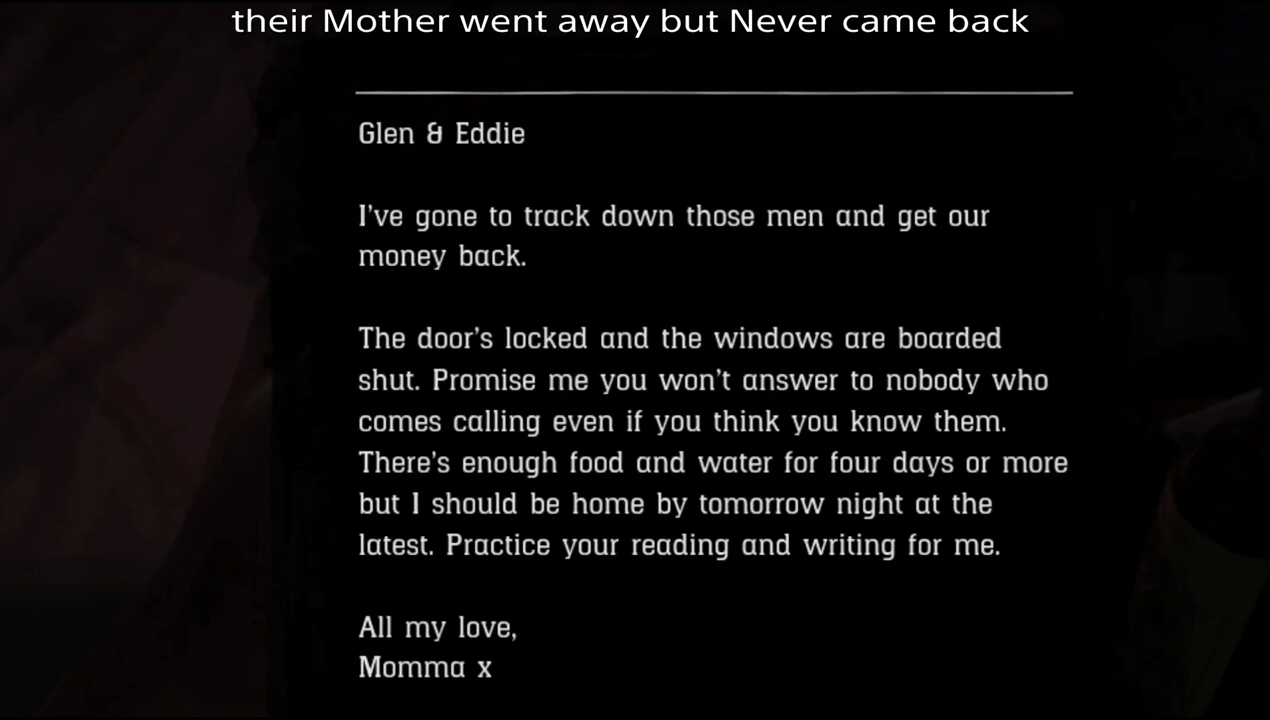 their Mother went away but Never came back
Glen & Eddie
I've gone to track down those men and get our
money back.
The door's locked and the windows are boarded
shut. Promise me you won't answer to nobody who
comes calling even if you think you know them.
There's enough food and water for four days or more
but I should be home by tomorrow night at the
latest. Practice your reading and writing for me.
All my love,
Momma x